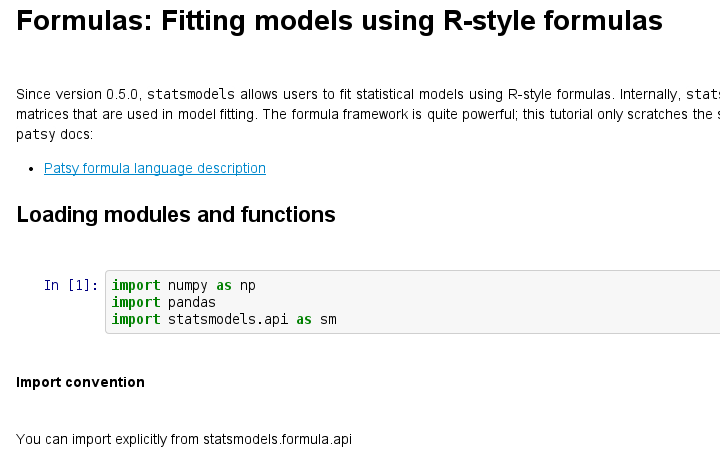 Formulas: Fitting models using R-style formulas
Since version 0.5.0, statsmodels allows users to fit statistical models using R-style formulas. Internally,
matrices that are used in model fitting. The formula framework is quite powerful; this tutorial only scratches the
patsy docs:
• Patsy formula language description
Loading modules and functions
In [1]: import numpy as np
import pandas
import statsmodels.api as sm
Import convention
You can import explicitly from statsmodels.formula.api